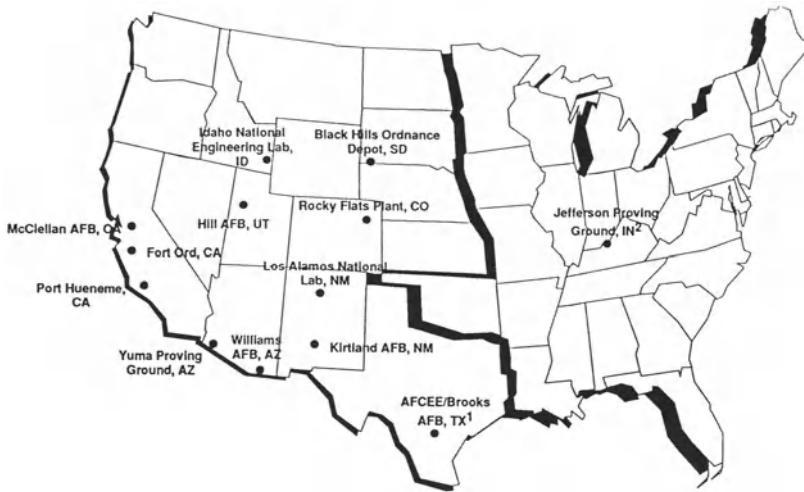 Idaho National
Engineering Lab,
ID
Black Hills Ordnance
Depot, SD
Rocky Flats Plant, CO
Jefferson Proving
Ground, IN2
McClellan AFB, CA
Hill AFB, UT
Fort Ord, CA
Los Alamos National
Lab, NM
Port Hueneme,
CA
Williams
AFB, AZ
Kirtland AFB, NM
Yuma Proving
Ground, AZ
AFCEE/Brooks
AFB, TX1